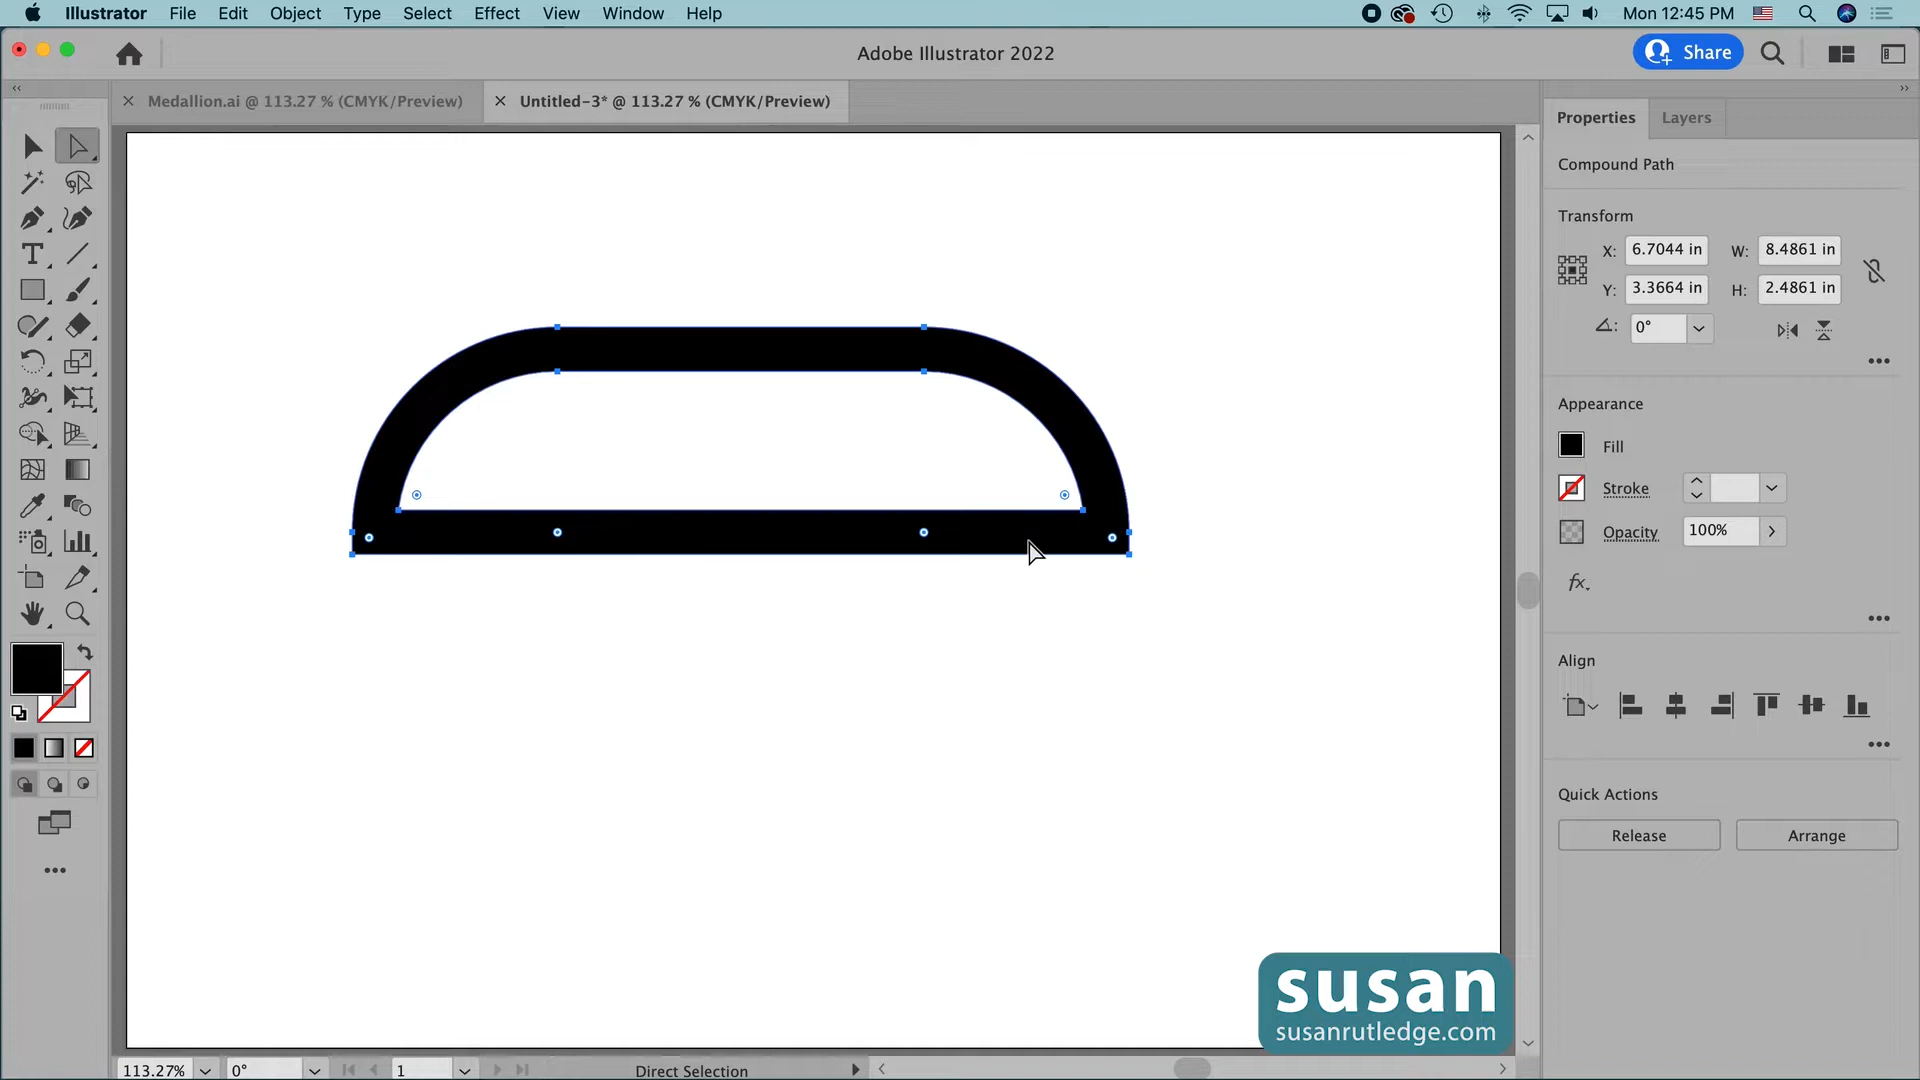 Illustrator File Edit Object Type Select Effect View Window Help Mon 12:45 PM
Adobe Illustrator 2022
Share
Medallion.ai @ 113.27 % (CMYK/Preview)
Untitled-3* @ 113.27 % (CMYK/Preview)
Properties
Layers
Compound Path
Transform
X: 6.7044 in W: 8.4861 in
Y: 3.3664 in H: 2.4861 in
0°
Appearance
Fill
Stroke
Opacity 100%
fx.
Align
Quick Actions
Release
Arrange
susan
susanrutledge.com
113.27% 0° 1 Direct Selection